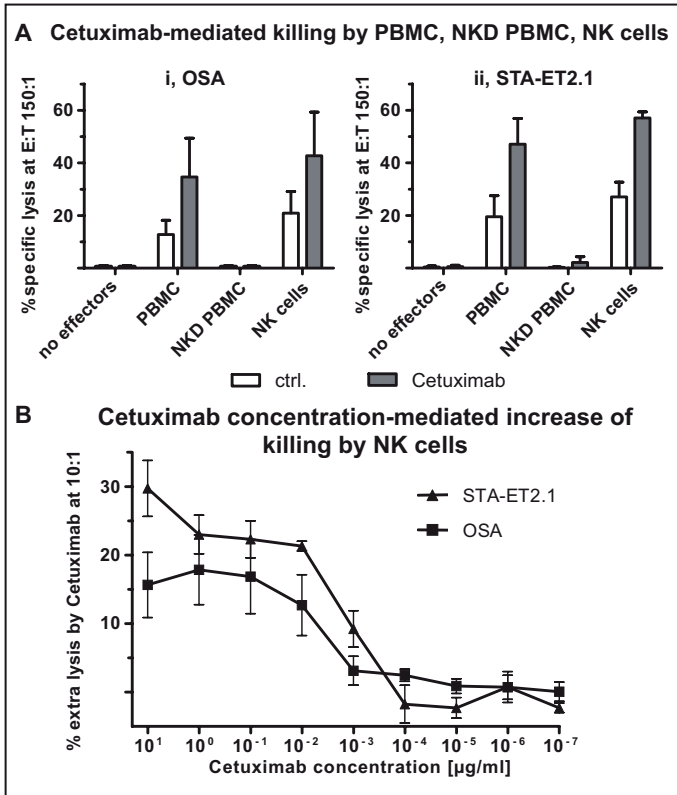 A Cetuximab-mediated killing by PBMC, NKD PBMC, NK cells
i, OSA
%specific lysis at E:T 150:1
60
40
20
no effectors
PBMC
NKD PBMC
NK cells
ii, STA-ET2.1
%specific lysis at E:T 150:1
60
40
20
no effectors
PBMC
NKD PBMC
NK cells
ctrl.
Cetuximab
B Cetuximab concentration-mediated increase of
killing by NK cells
% extra lysis by Cetuximab at 10:1
30
20
10
STA-ET2.1
OSA
10¹ 10⁰ 10⁻¹ 10⁻² 10⁻³ 10⁻⁴ 10⁻⁵ 10⁻⁶ 10⁻⁷
Cetuximab concentration [µg/ml]